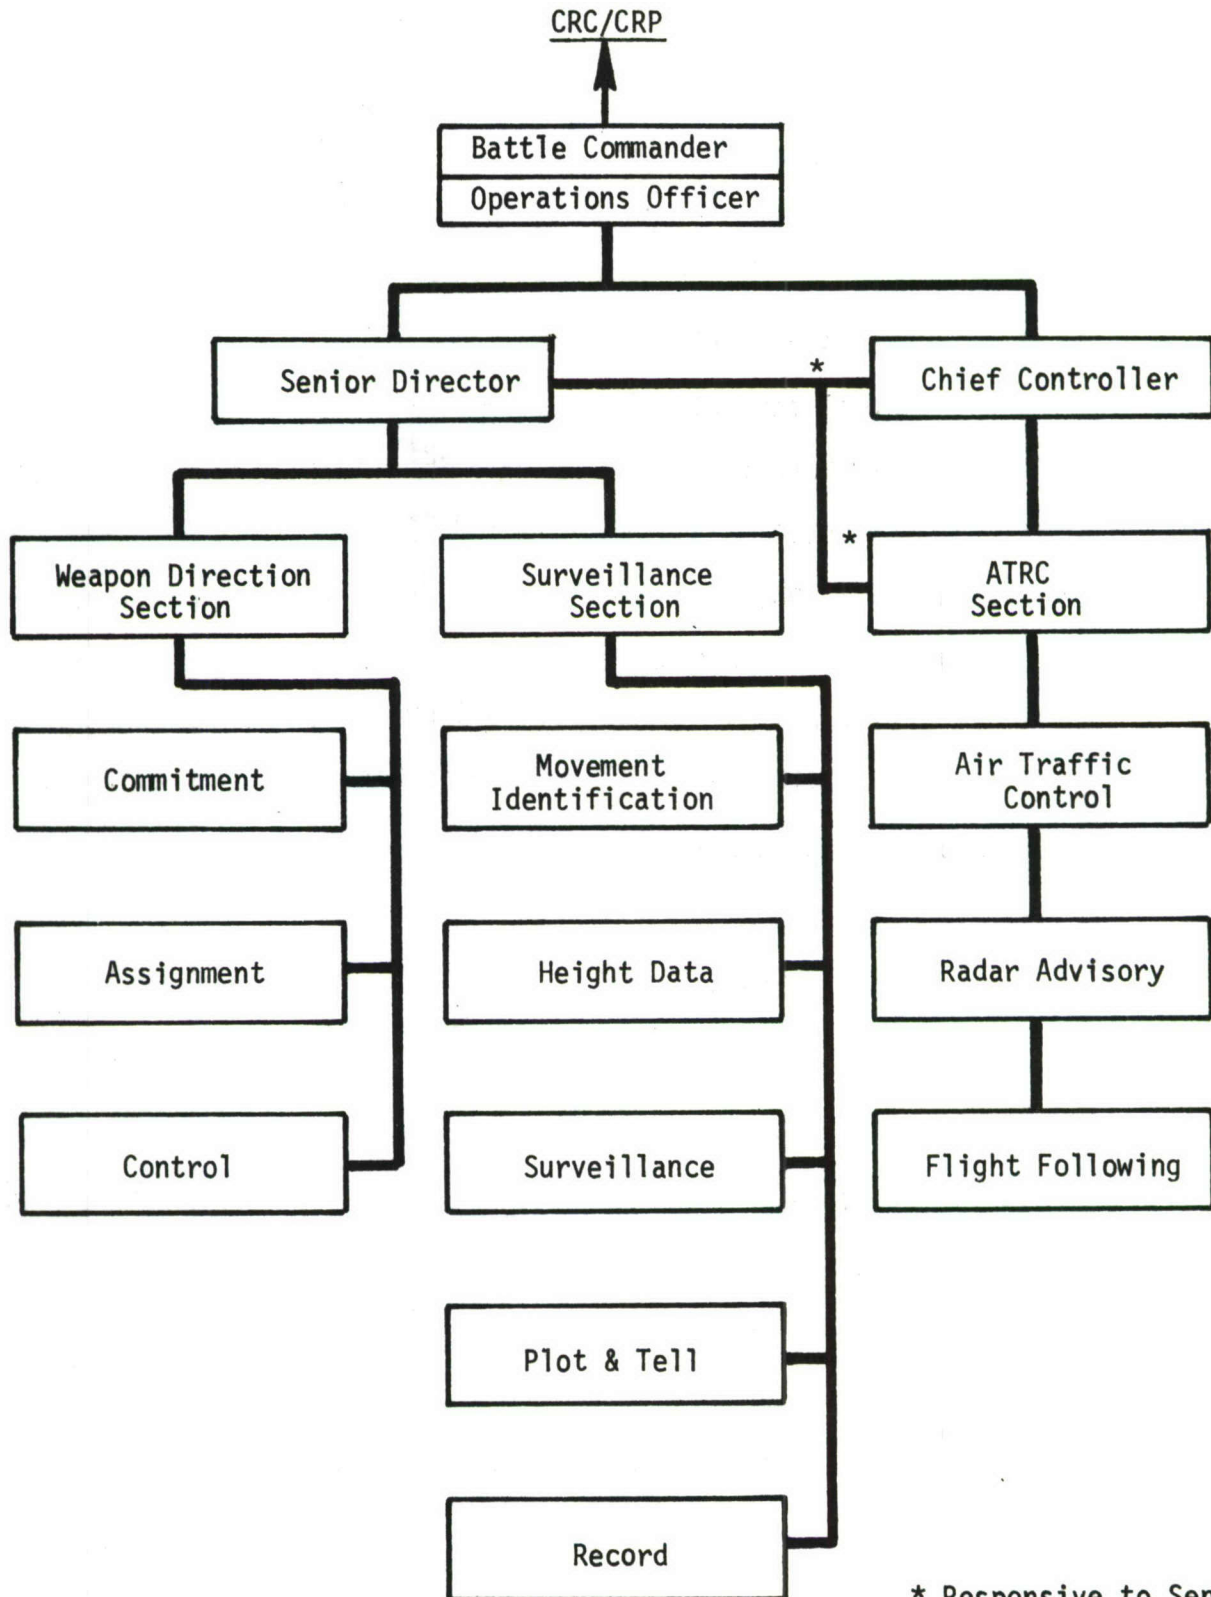 CRC/CRP
Battle Commander
Operations Officer
Senior Director
*
Chief Controller
Weapon Direction
Section
Surveillance
Section
*
ATRC
Section
Commitment
Movement
Identification
Air Traffic
Control
Assignment
Height Data
Radar Advisory
Control
Surveillance
Flight Following
Plot & Tell
Record
* Responsive to